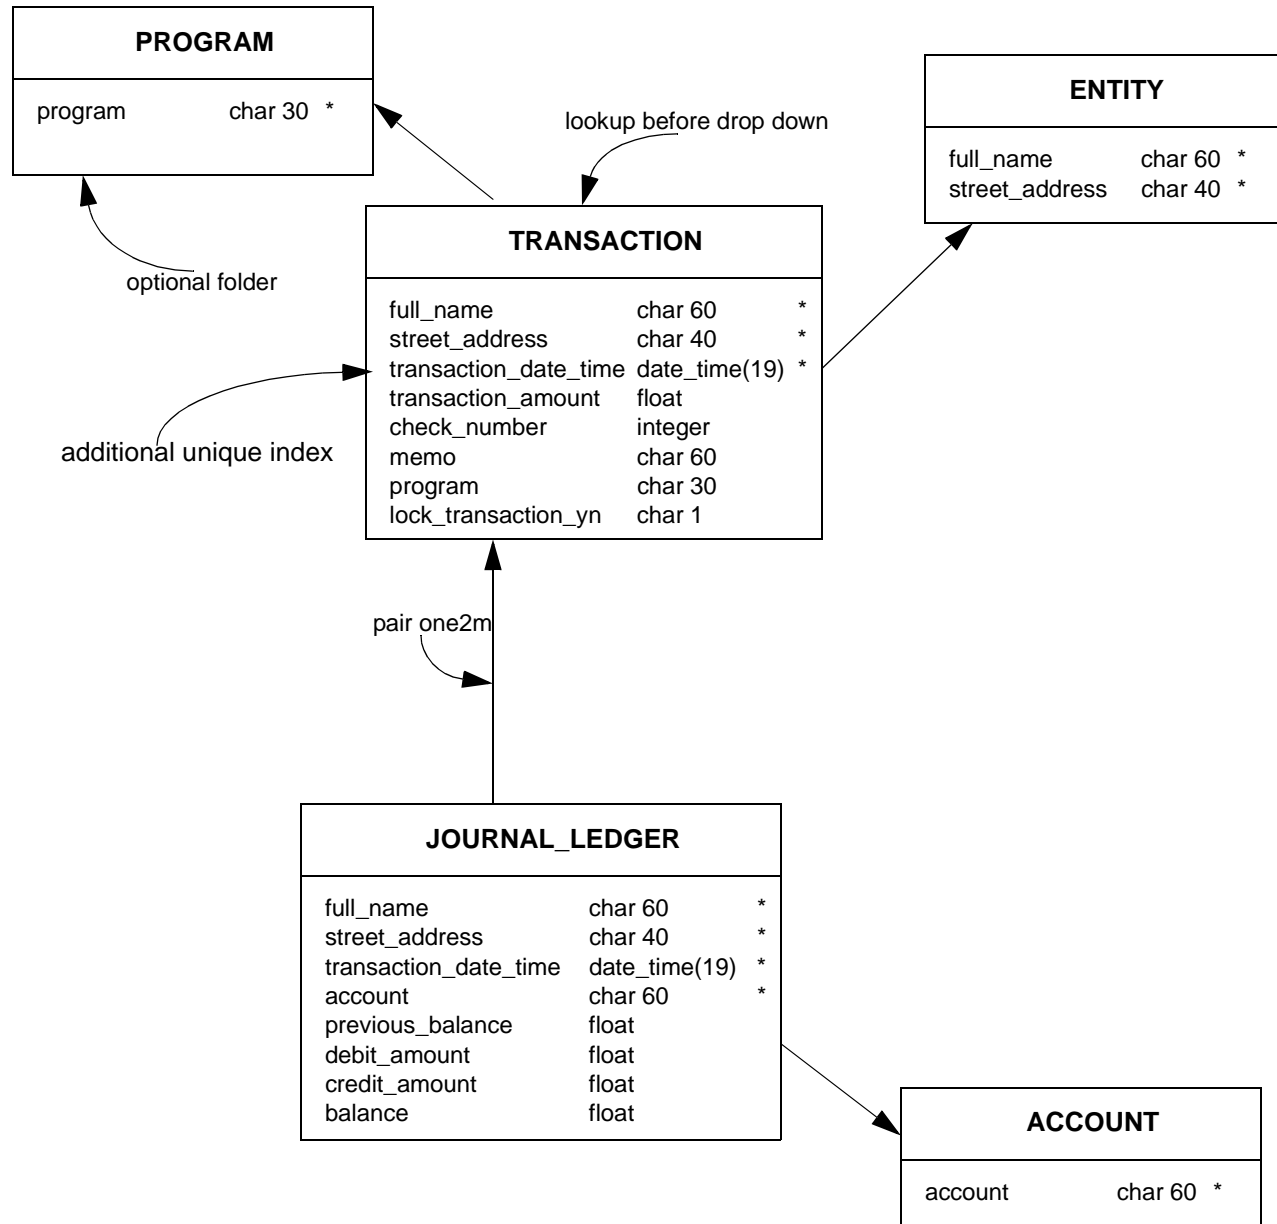 PROGRAM
program char 30 *
ENTITY
full_name char 60 *
street_address char 40 *
lookup before drop down
optional folder
TRANSACTION
full_name char 60 *
street_address char 40 *
transaction_date_time date_time(19) *
transaction_amount float
check_number integer
memo char 60
program char 30
lock_transaction_yn char 1
additional unique index
pair one2m
JOURNAL_LEDGER
full_name char 60 *
street_address char 40 *
transaction_date_time date_time(19) *
account char 60 *
previous_balance float
debit_amount float
credit_amount float
balance float
ACCOUNT
account char 60 *